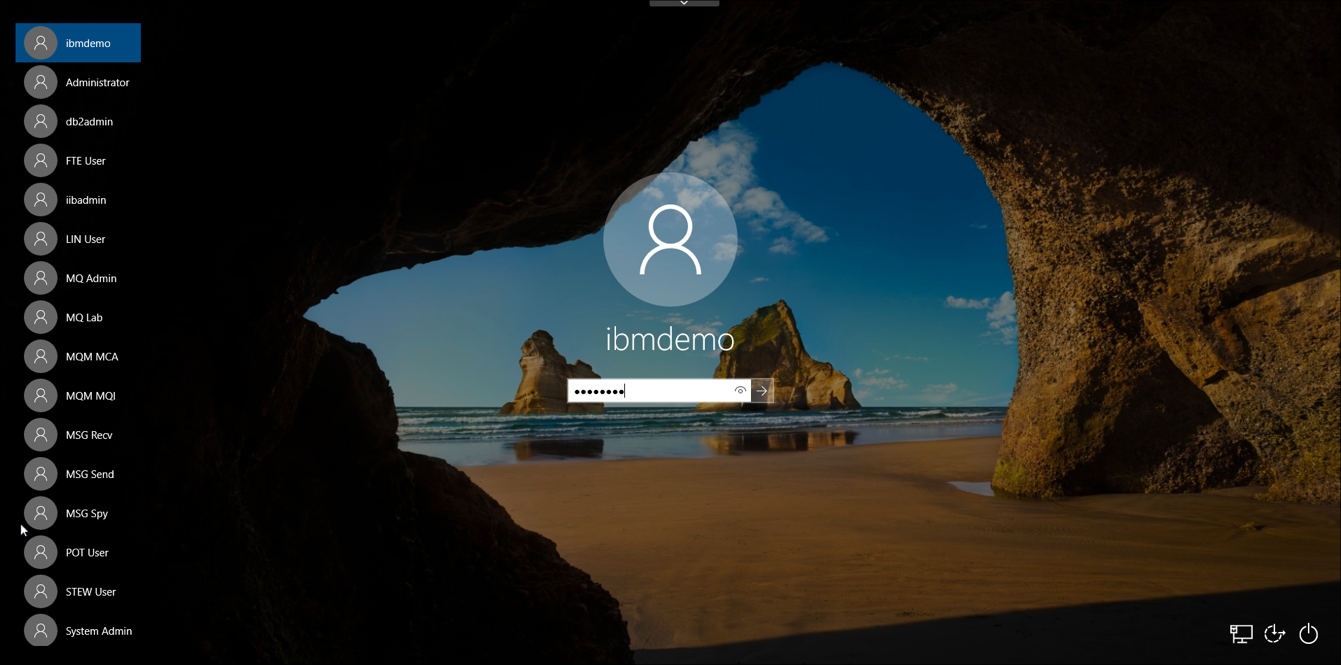 ibmdemo
Administrator
db2admin
FTE User
iibadmin
LIN User
MQ Admin
MQ Lab
MQM MCA
MQM MQI
MSG Recv
MSG Send
MSG Spy
POT User
STEW User
System Admin
ibmdemo